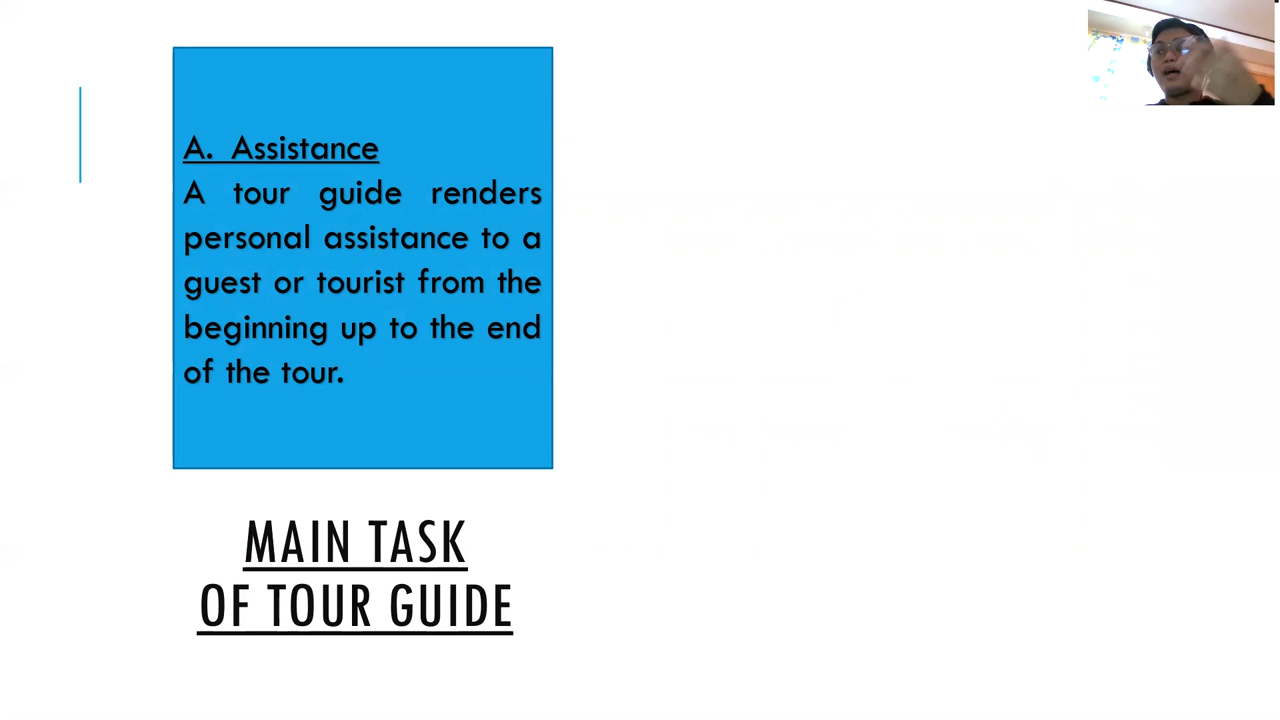 A. Assistance
A tour guide renders
personal assistance to a
guest or tourist from the
beginning up to the end
of the tour.
MAIN TASK
OF TOUR GUIDE